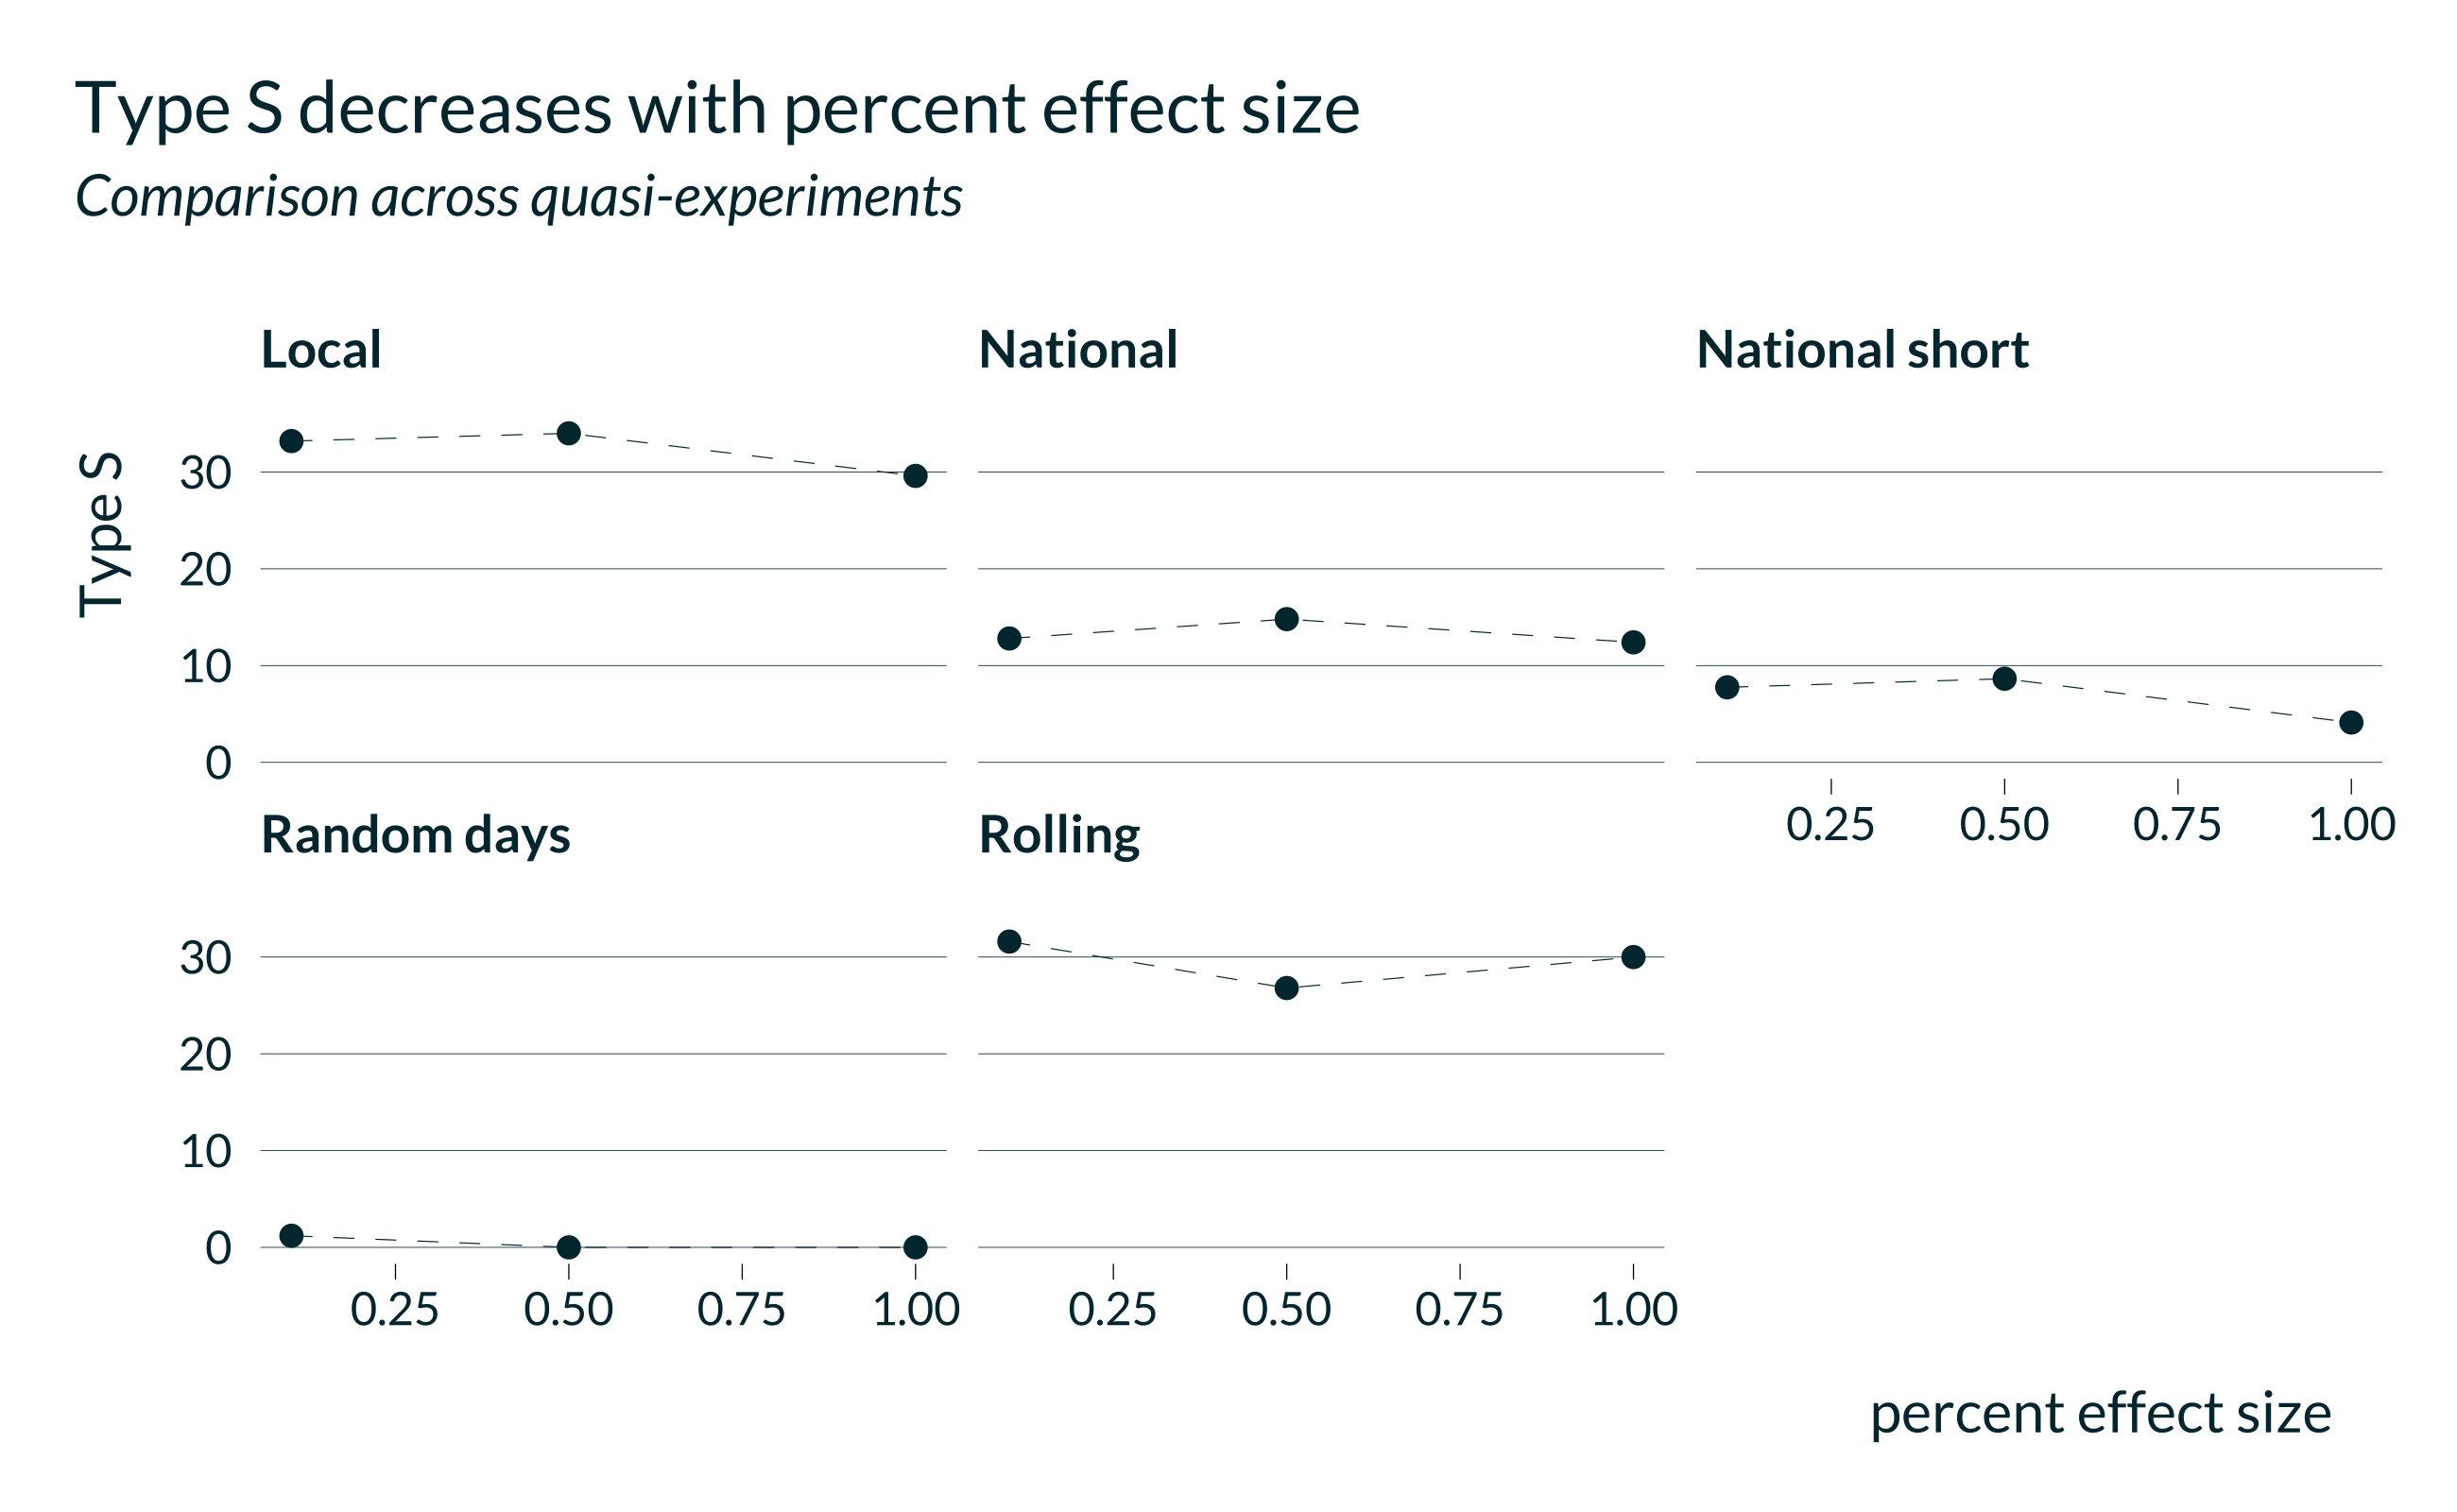 Type S decreases with percent effect size
Comparison across quasi-experiments
Local
National
National short
Type S
30
20
10
0
0.25 0.50 0.75 1.00
Random days
Rolling
30
20
10
0
0.25 0.50 0.75 1.00
0.25 0.50 0.75 1.00
percent effect size